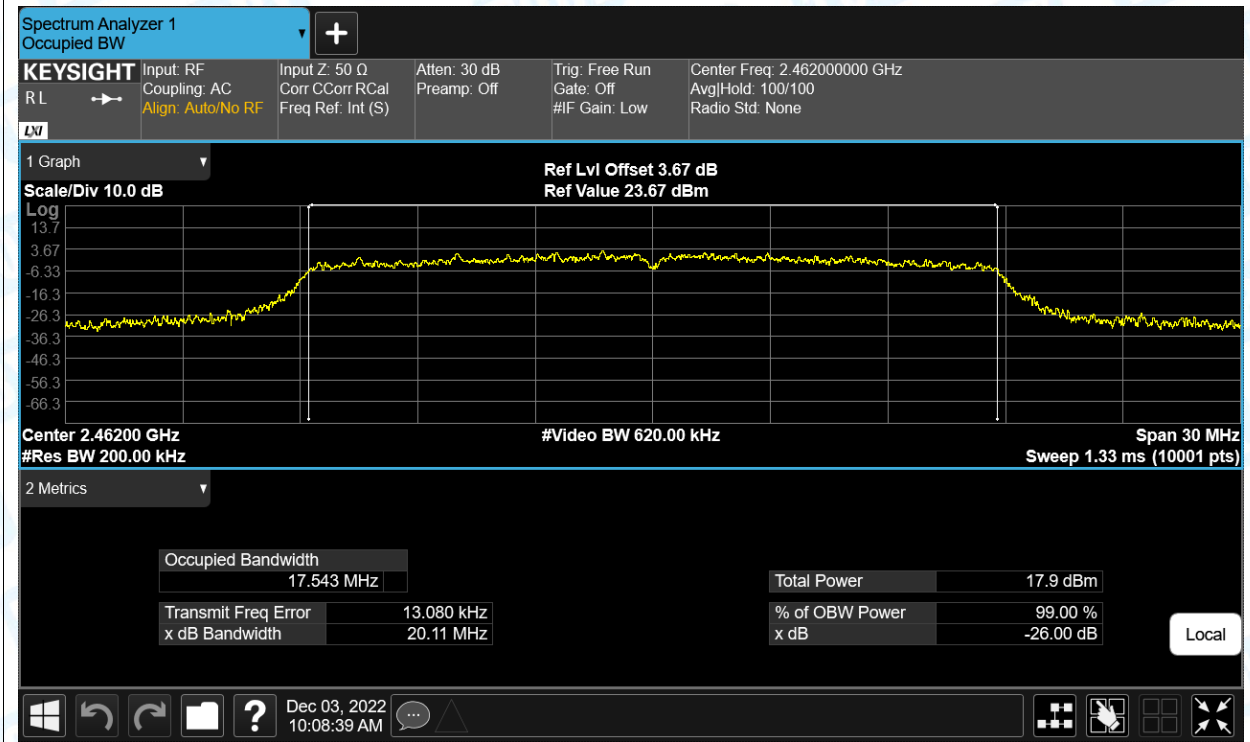 Spectrum Analyzer 1
Occupied BW
+
KEYSIGHT
R L
LXI
Input: RF
Coupling: AC
Align: Auto/No RF
Input Z: 50 Ω
Corr CCorr RCal
Freq Ref: Int (S)
Atten: 30 dB
Preamp: Off
Trig: Free Run
Gate: Off
#IF Gain: Low
Center Freq: 2.462000000 GHz
Avg|Hold: 100/100
Radio Std: None
1 Graph
Scale/Div 10.0 dB
Ref Lvl Offset 3.67 dB
Ref Value 23.67 dBm
Log
13.7
3.67
-6.33
-16.3
-26.3
-36.3
-46.3
-56.3
-66.3
Center 2.46200 GHz
#Video BW 620.00 kHz
Span 30 MHz
#Res BW 200.00 kHz
Sweep 1.33 ms (10001 pts)
2 Metrics
Occupied Bandwidth
17.543 MHz
Total Power 17.9 dBm
Transmit Freq Error 13.080 kHz
% of OBW Power 99.00 %
x dB Bandwidth 20.11 MHz
x dB -26.00 dB
Local
?
Dec 03, 2022
10:08:39 AM